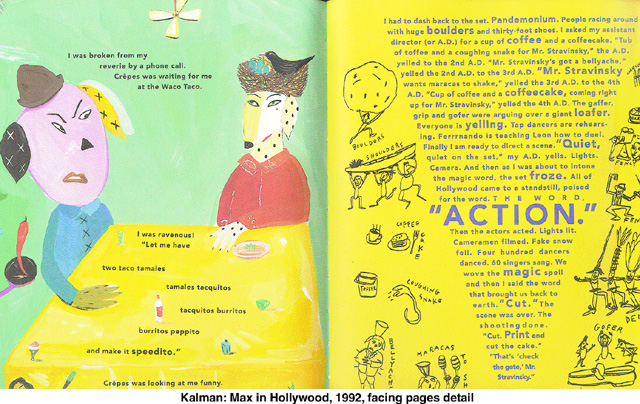 I was broken from my
reverie by a phone call.
Crêpes was waiting for me
at the Waco Taco.
I was ravenous!
"Let me have
two taco tamales
tamales tacquitos
tacquitos burritos
burritos peppito
and make it speedito."
Crêpes was looking at me funny.
I had to dash back to the set. Pandemonium. People racing around
with huge boulders and thirty-foot shoes. I asked my assistant
director (or A.D.) for a cup of coffee and a coffeecake. "Tub
of toffee and a coughing snake for Mr. Stravinsky," the A.D.
yelled to the 2nd A.D. "Mr. Stravinsky's got a bellyache,"
yelled the 2nd A.D. to the 3rd A.D. "Mr. Stravinsky
wants maracas to shake," yelled the 3rd A.D. to the 4th
A.D. "Cup of coffee and a coffeecake, coming right
up for Mr. Stravinsky," yelled the 4th A.D. The gaffer,
grip and gofer were arguing over a giant loafer.
Everyone is yelling. Tap dancers are rehears-
ing. Ferrrnando is teaching Leon how to duel.
Finally I am ready to direct a scene. "Quiet,
quiet on the set," my A.D. yells. Lights.
Camera. And then as I was about to intone
the magic word, the set froze. All of
Hollywood came to a standstill, poised
for the word. THE WORD.
"ACTION."
Then the actors acted. Lights lit.
Cameramen filmed. Fake snow
fell. Four hundred dancers
danced. 60 singers sang. We
wove the magic spell
and then I said the word
that brought us back to
earth. "Cut." The
scene was over. The
shooting done.
"Cut. Print and
cut the cake."
"That's 'check
the gate,' Mr.
Stravinsky."
BOULDERS
SHOULDERS
COFFEE
CAKE
TOFFEE
COUGHING
SNAKE
BELLYACHE
MARACAS
TO
GOFER
Kalman: Max in Hollywood, 1992, facing pages detail